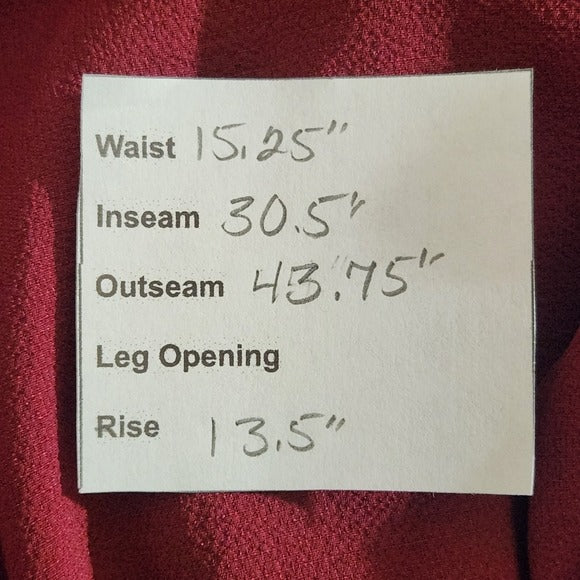 Waist 15.25"
Inseam 30.5"
Outseam 43.75"
Leg Opening
Rise 13.5"